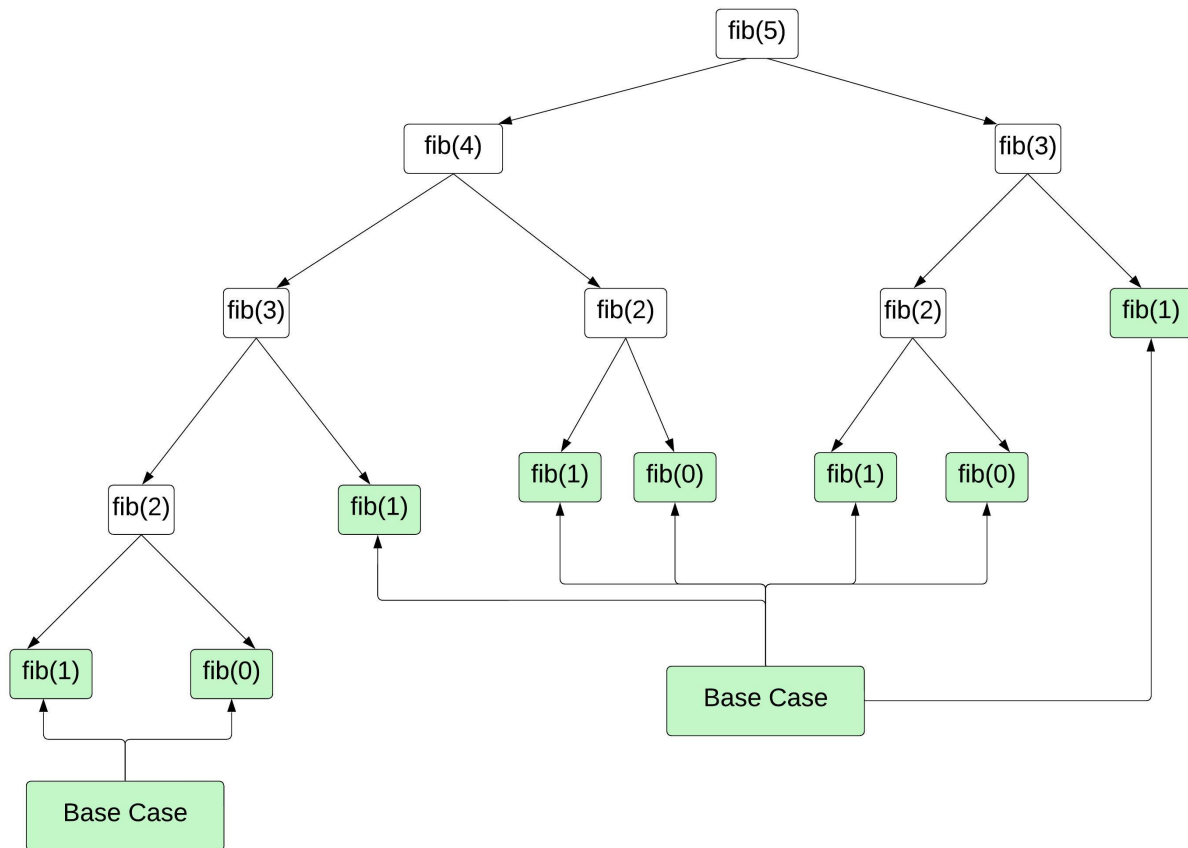 fib(5)
fib(4)
fib(3)
fib(3)
fib(2)
fib(2)
fib(1)
fib(1)
fib(0)
fib(1)
fib(0)
fib(2)
fib(1)
fib(1)
fib(0)
Base Case
Base Case